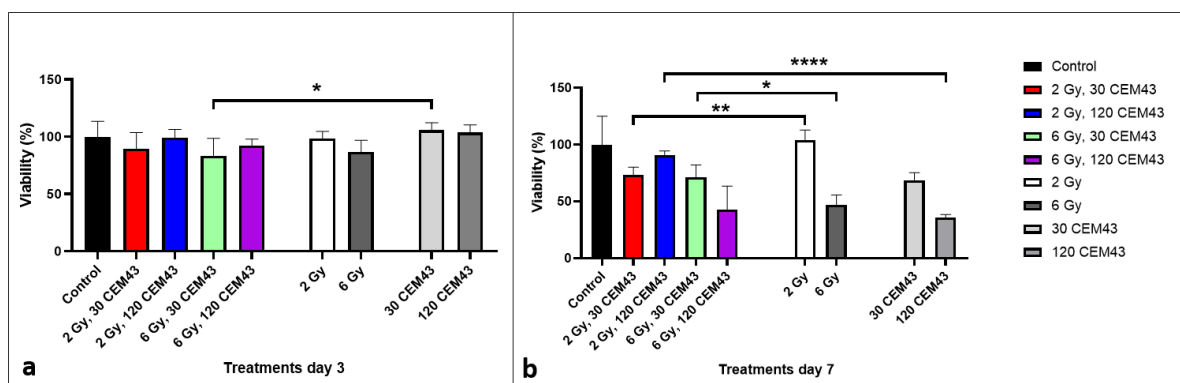 *
150
100
50
0
Viability (%)
Control
2 Gy, 30 CEM43
2 Gy, 120 CEM43
6 Gy, 30 CEM43
6 Gy, 120 CEM43
2 Gy
6 Gy
30 CEM43
120 CEM43
a
Treatments day 3
****
*
**
150
100
50
0
Viability (%)
Control
2 Gy, 30 CEM43
2 Gy, 120 CEM43
6 Gy, 30 CEM43
6 Gy, 120 CEM43
2 Gy
6 Gy
30 CEM43
120 CEM43
b
Treatments day 7
Control
2 Gy, 30 CEM43
2 Gy, 120 CEM43
6 Gy, 30 CEM43
6 Gy, 120 CEM43
2 Gy
6 Gy
30 CEM43
120 CEM43